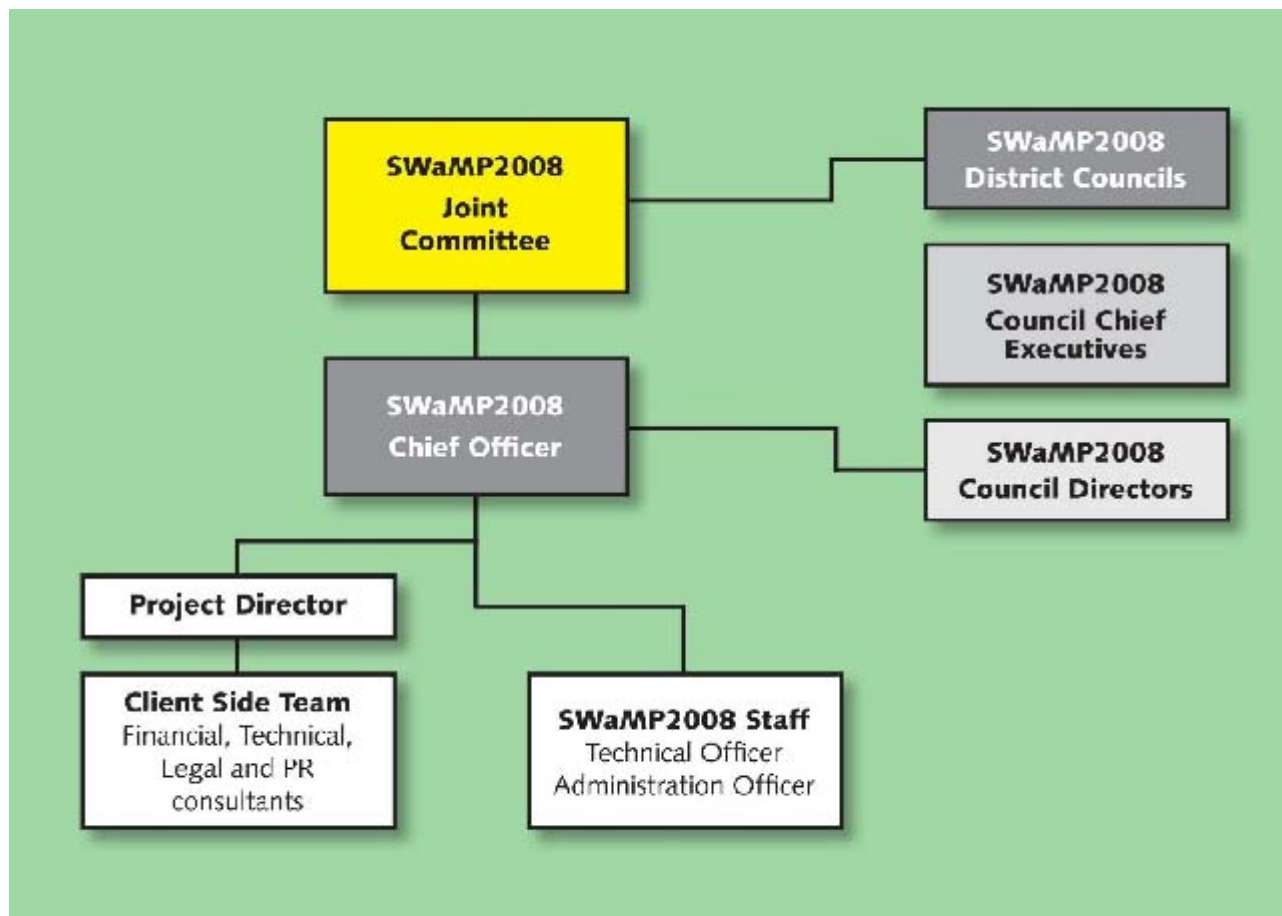 SWaMP2008
Joint
Committee
SWaMP2008
District Councils
SWaMP2008
Council Chief
Executives
SWaMP2008
Chief Officer
SWaMP2008
Council Directors
Project Director
Client Side Team
Financial, Technical,
Legal and PR
consultants
SWaMP2008 Staff
Technical Officer
Administration Officer